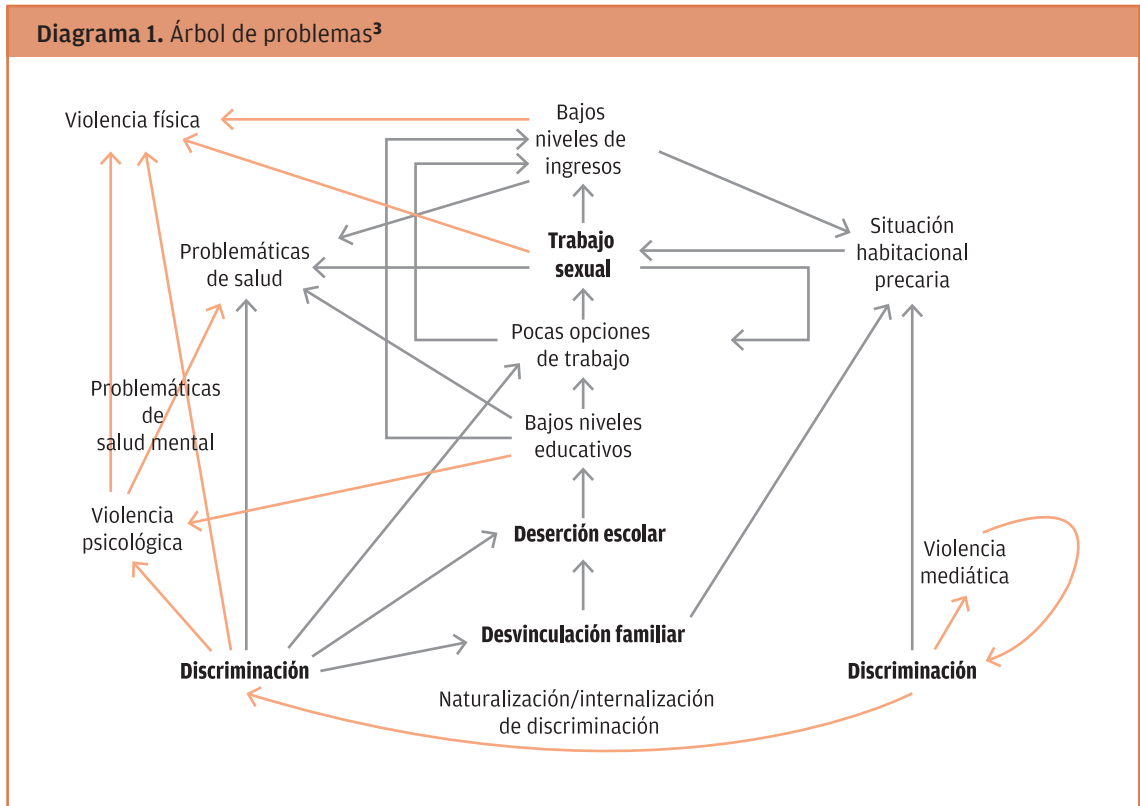 Diagrama 1. Árbol de problemas³
Violencia física
Bajos
niveles de
ingresos
Problemáticas
de salud
Trabajo
sexual
Situación
habitacional
precaria
Pocas opciones
de trabajo
Problemáticas
de
salud mental
Bajos niveles
educativos
Violencia
psicológica
Deserción escolar
Violencia
mediática
Desvinculación familiar
Discriminación
Discriminación
Naturalización/internalización
de discriminación